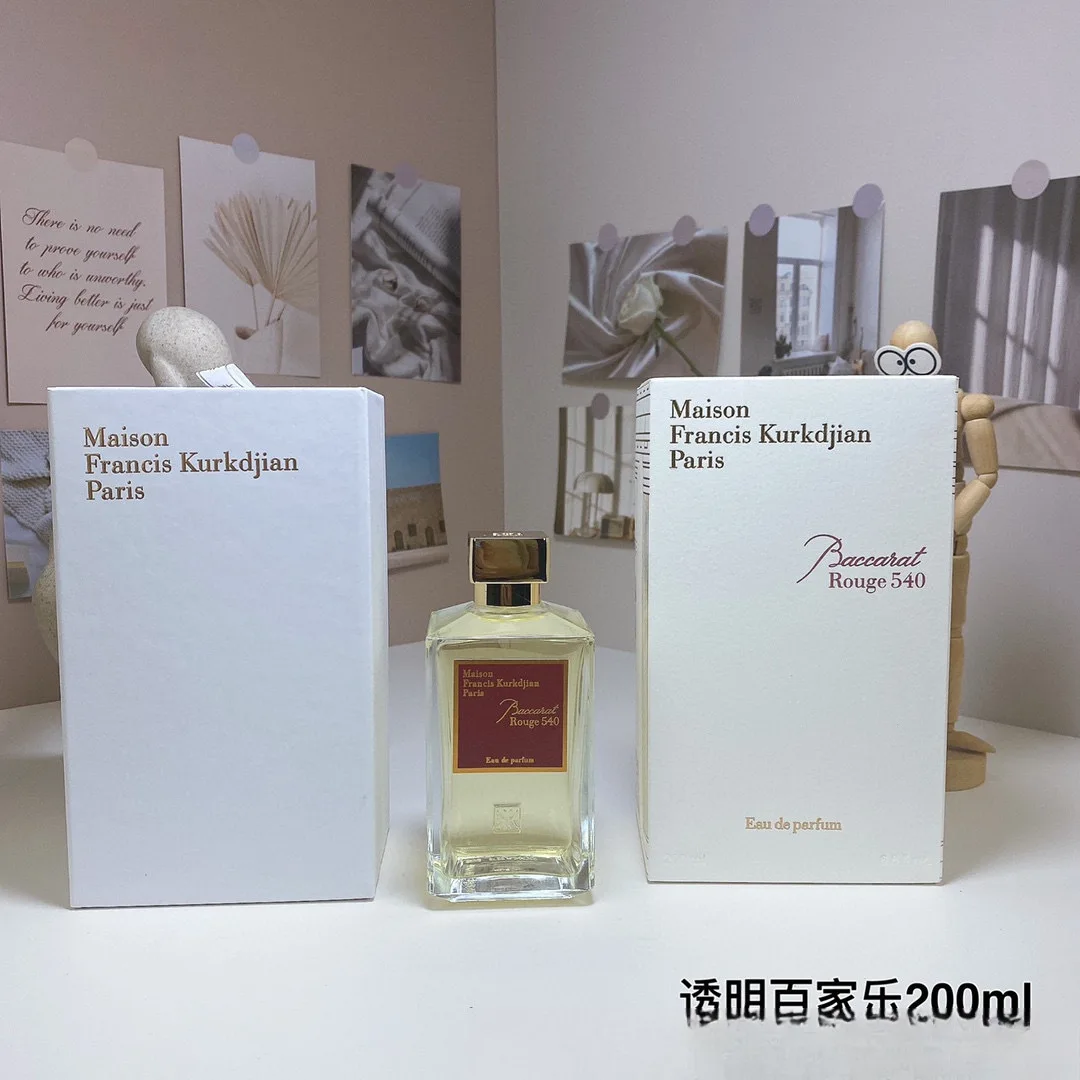 There is no need
to prove yourself
to who is unworthy.
Living better is just
for yourself
Maison
Francis Kurkdjian
Paris
Maison
Francis Kurkdjian
Paris
Baccarat
Rouge 540
Eau de parfum
Maison
Francis Kurkdjian
Paris
Baccarat
Rouge 540
Eau de parfum
透明百家乐200ml